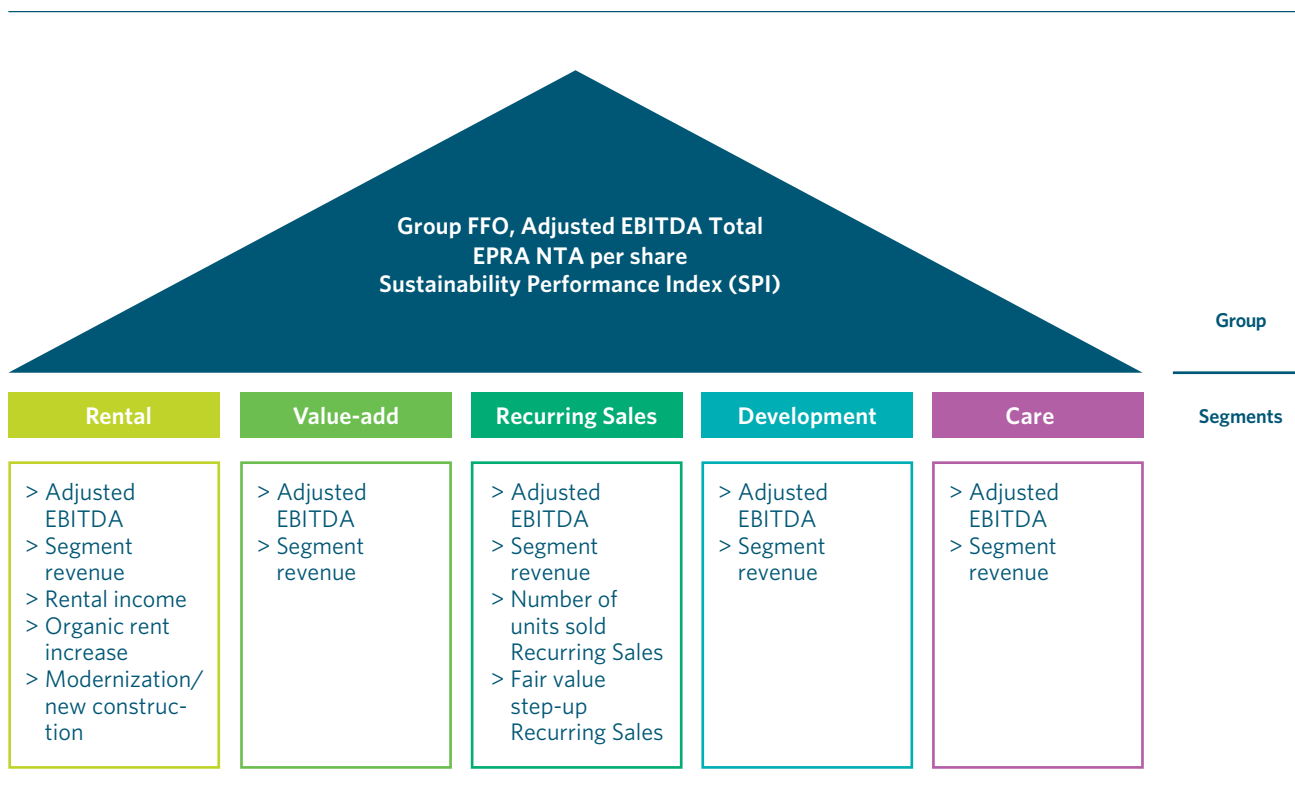 Group FFO, Adjusted EBITDA Total
EPRA NTA per share
Sustainability Performance Index (SPI)
Group
Rental
Value-add
Recurring Sales
Development
Care
Segments
> Adjusted
EBITDA
> Segment
revenue
> Rental income
> Organic rent
increase
> Modernization/
new construc-
tion
> Adjusted
EBITDA
> Segment
revenue
> Adjusted
EBITDA
> Segment
revenue
> Number of
units sold
Recurring Sales
> Fair value
step-up
Recurring Sales
> Adjusted
EBITDA
> Segment
revenue
> Adjusted
EBITDA
> Segment
revenue